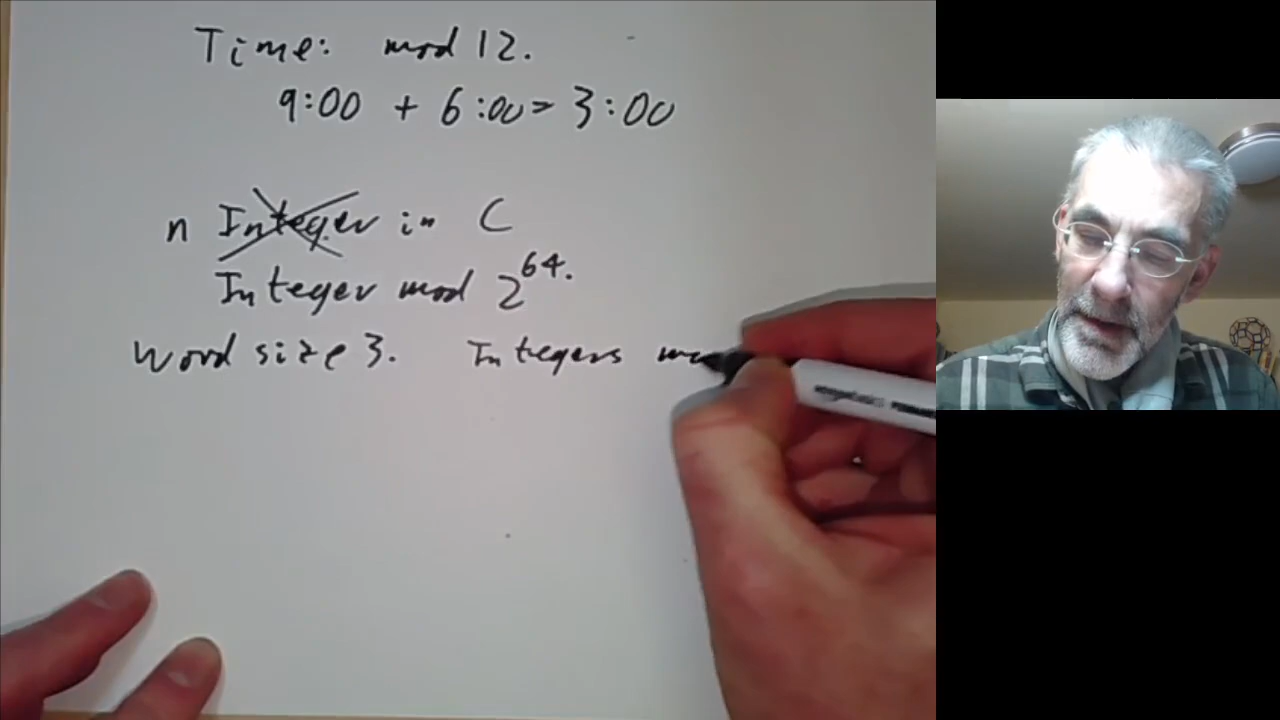 Time: mod 12.
9:00 + 6:00 = 3:00
n Integer in C
Integer mod 2^64.
Word size 3. Integers